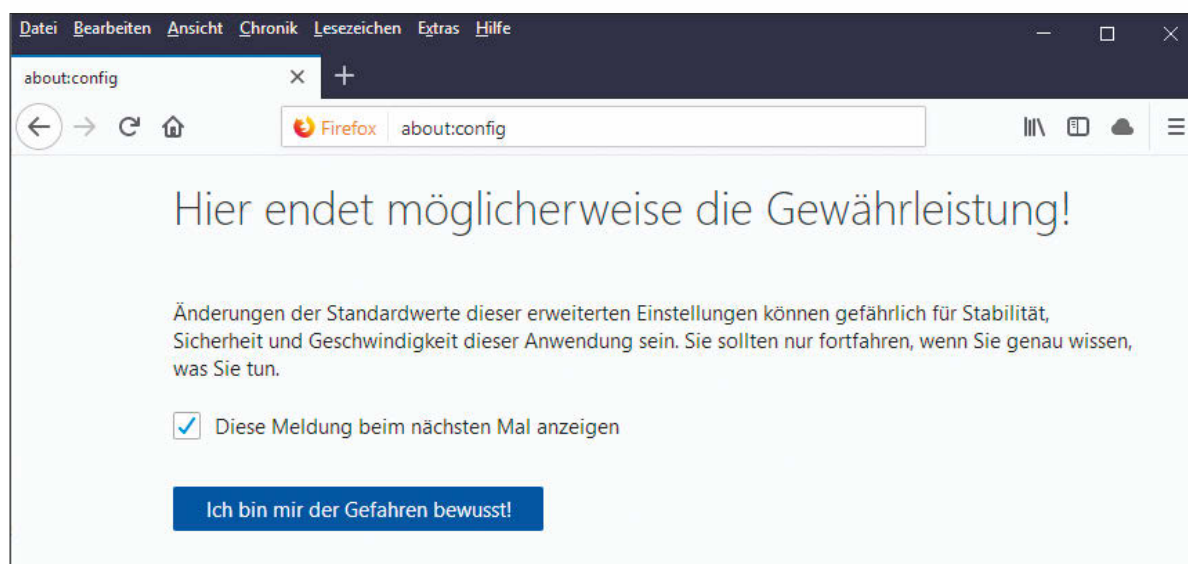 Datei Bearbeiten Ansicht Chronik Lesezeichen Extras Hilfe
about:config
Firefox about:config
Hier endet möglicherweise die Gewährleistung!
Änderungen der Standardwerte dieser erweiterten Einstellungen können gefährlich für Stabilität,
Sicherheit und Geschwindigkeit dieser Anwendung sein. Sie sollten nur fortfahren, wenn Sie genau wissen,
was Sie tun.
Diese Meldung beim nächsten Mal anzeigen
Ich bin mir der Gefahren bewusst!